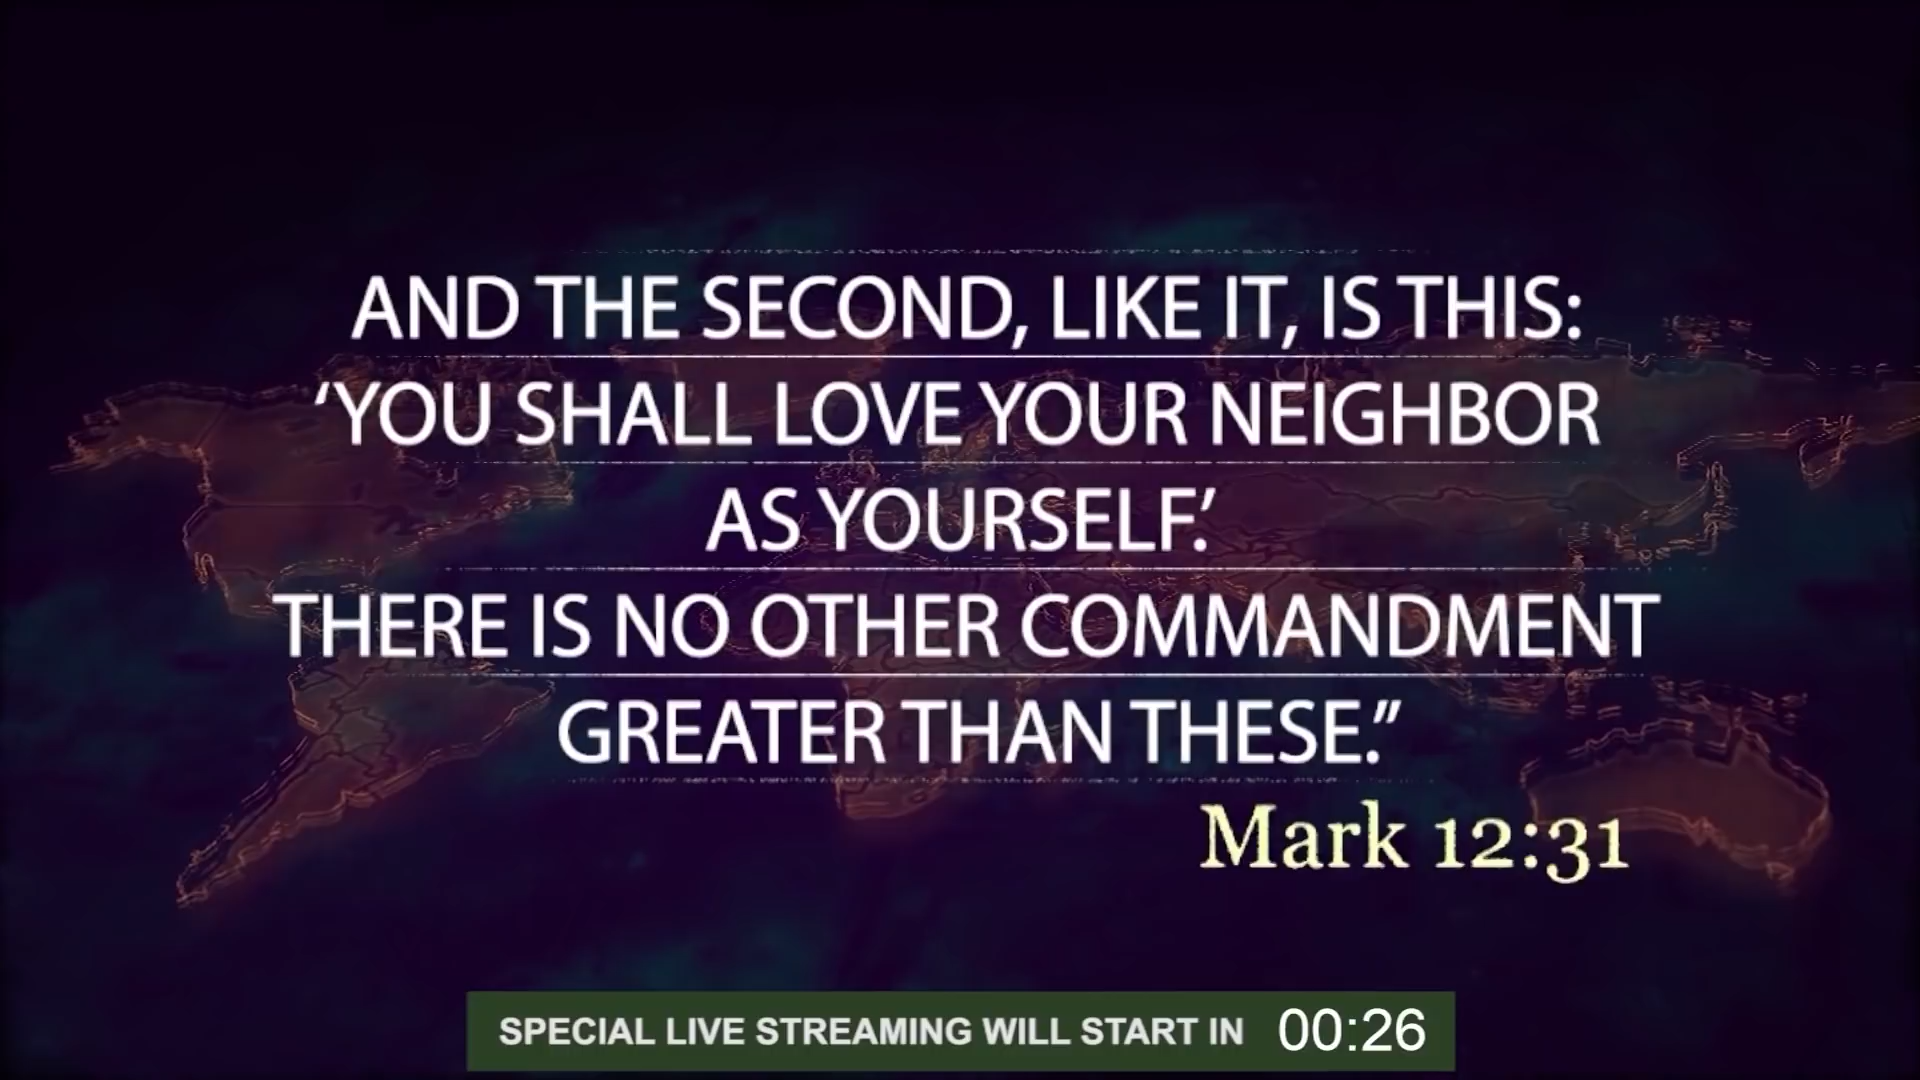 AND THE SECOND, LIKE IT, IS THIS:
‘YOU SHALL LOVE YOUR NEIGHBOR
AS YOURSELF.’
THERE IS NO OTHER COMMANDMENT
GREATER THAN THESE.”
Mark 12:31
SPECIAL LIVE STREAMING WILL START IN 00:26